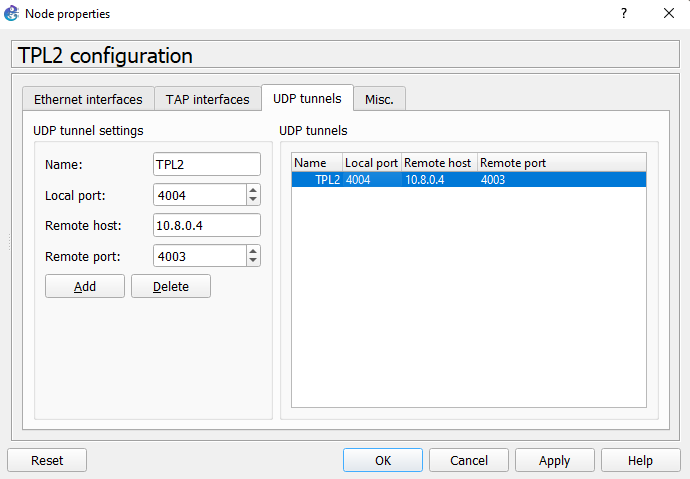 Node properties
?
TPL2 configuration
Ethernet interfaces TAP interfaces UDP tunnels Misc.
UDP tunnel settings
Name: TPL2
Local port: 4004
Remote host: 10.8.0.4
Remote port: 4003
Add Delete
UDP tunnels
Name Local port Remote host Remote port
TPL2 4004 10.8.0.4 4003
Reset OK Cancel Apply Help